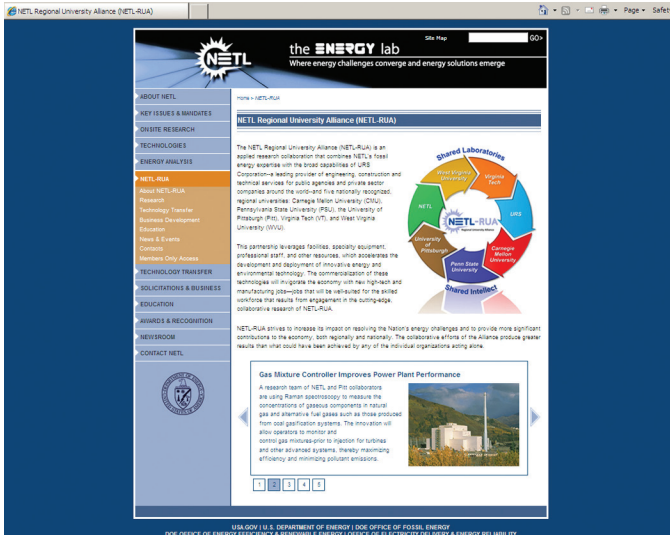 NETL Regional University Alliance (NETL-RUA)
Page
Safet
NETL
the ENERGY lab
Where energy challenges converge and energy solutions emerge
Site Map
GO>
ABOUT NETL
KEY ISSUES & MANDATES
ONSITE RESEARCH
TECHNOLOGIES
ENERGY ANALYSIS
NETL-RUA
About NETL-RUA
Research
Technology Transfer
Business Development
Education
News & Events
Contacts
Members Only Access
TECHNOLOGY TRANSFER
SOLICITATIONS & BUSINESS
EDUCATION
AWARDS & RECOGNITION
NEWSROOM
CONTACT NETL
Home > NETL-RUA
NETL Regional University Alliance (NETL-RUA)
The NETL Regional University Alliance (NETL-RUA) is an
applied research collaboration that combines NETL's fossil
energy expertise with the broad capabilities of URS
Corporation--a leading provider of engineering, construction and
technical services for public agencies and private sector
companies around the world--and five nationally recognized,
regional universities: Carnegie Mellon University (CMU),
Pennsylvania State University (PSU), the University of
Pittsburgh (Pitt), Virginia Tech (VT), and West Virginia
University (WVU).
This partnership leverages facilities, specialty equipment,
professional staff, and other resources, which accelerates the
development and deployment of innovative energy and
environmental technology. The commercialization of these
technologies will invigorate the economy with new high-tech and
manufacturing jobs—jobs that will be well-suited for the skilled
workforce that results from engagement in the cutting-edge,
collaborative research of NETL-RUA.
Shared Laboratories
West Virginia
University
Virginia
Tech
NETL
URS
NETL-RUA
Regional University Alliance
University
of
Pittsburgh
Carnegie
Mellon
University
Penn State
University
Shared Intellect
NETL-RUA strives to increase its impact on resolving the Nation's energy challenges and to provide more significant
contributions to the economy, both regionally and nationally. The collaborative efforts of the Alliance produce greater
results than what could have been achieved by any of the individual organizations acting alone.
Gas Mixture Controller Improves Power Plant Performance
A research team of NETL and Pitt collaborators
are using Raman spectroscopy to measure the
concentrations of gaseous components in natural
gas and alternative fuel gases such as those produced
from coal gasification systems. The innovation will
allow operators to monitor and
control gas mixtures-prior to injection for turbines
and other advanced systems, thereby maximizing
efficiency and minimizing pollutant emissions.
1 2 3 4 5
USA.GOV | U.S. DEPARTMENT OF ENERGY | DOE OFFICE OF FOSSIL ENERGY
DOE OFFICE OF ENERGY EFFICIENCY & RENEWABLE ENERGY | OFFICE OF ELECTRICITY DELIVERY & ENERGY RELIABILITY